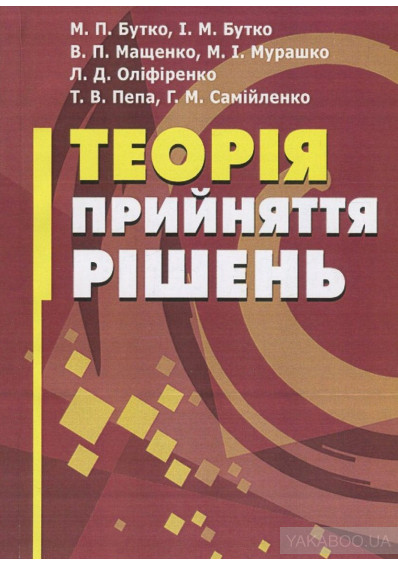 М. П. Бутко, І. М. Бутко
В. П. Мащенко, М. І. Мурашко
Л. Д. Оліфіренко
Т. В. Пепа, Г. М. Самійленко
ТЕОРІЯ
ПРИЙНЯТТЯ
РІШЕНЬ
YAKABOO.UA